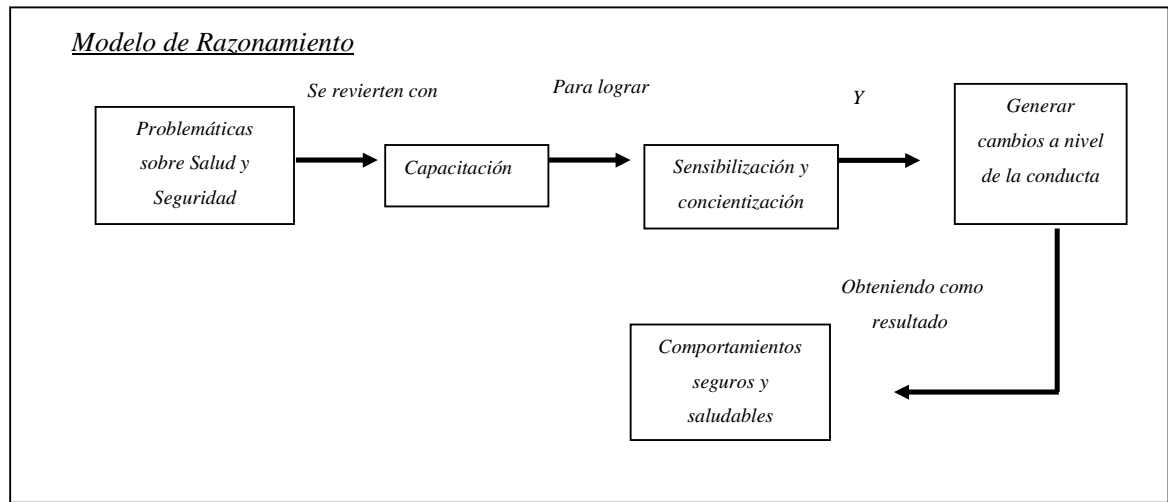 Modelo de Razonamiento
Se revierten con
Para lograr
Y
Problemáticas
sobre Salud y
Seguridad
Capacitación
Sensibilización y
concientización
Generar
cambios a nivel
de la conducta
Obteniendo como
resultado
Comportamientos
seguros y
saludables